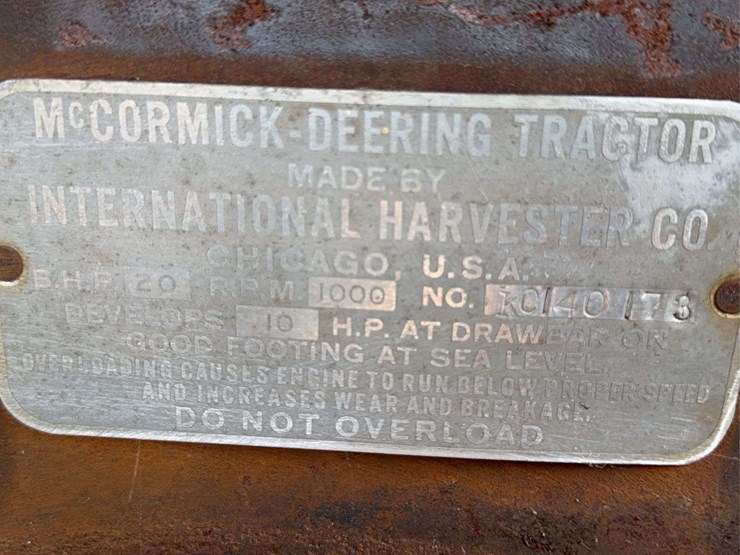 McCORMICK-DEERING TRACTOR
MADE BY
INTERNATIONAL HARVESTER CO.
CHICAGO, U.S.A.
B.H.P. 20 R.P.M. 1000 NO. KC140173
DEVELOPS 10 H.P. AT DRAWBAR ON
GOOD FOOTING AT SEA LEVEL
OVERLOADING CAUSES ENGINE TO RUN BELOW PROPER SPEED
AND INCREASES WEAR AND BREAKAGE.
DO NOT OVERLOAD